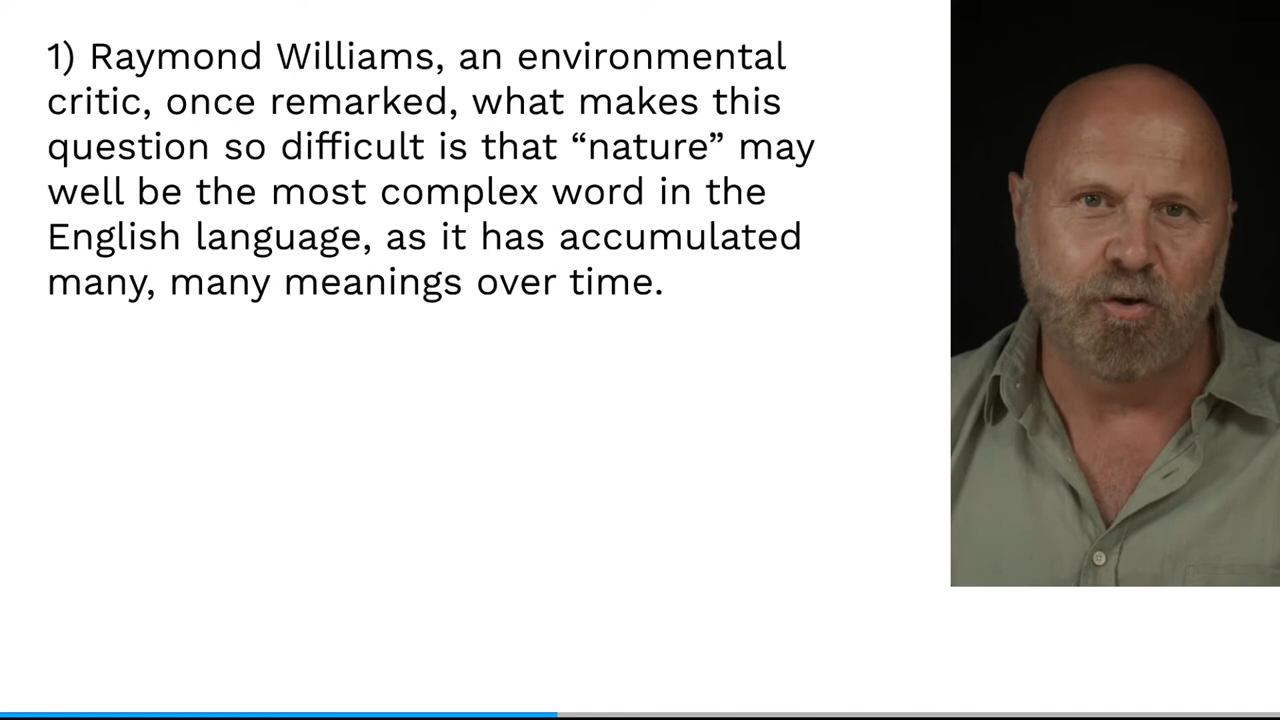 1) Raymond Williams, an environmental
critic, once remarked, what makes this
question so difficult is that “nature” may
well be the most complex word in the
English language, as it has accumulated
many, many meanings over time.